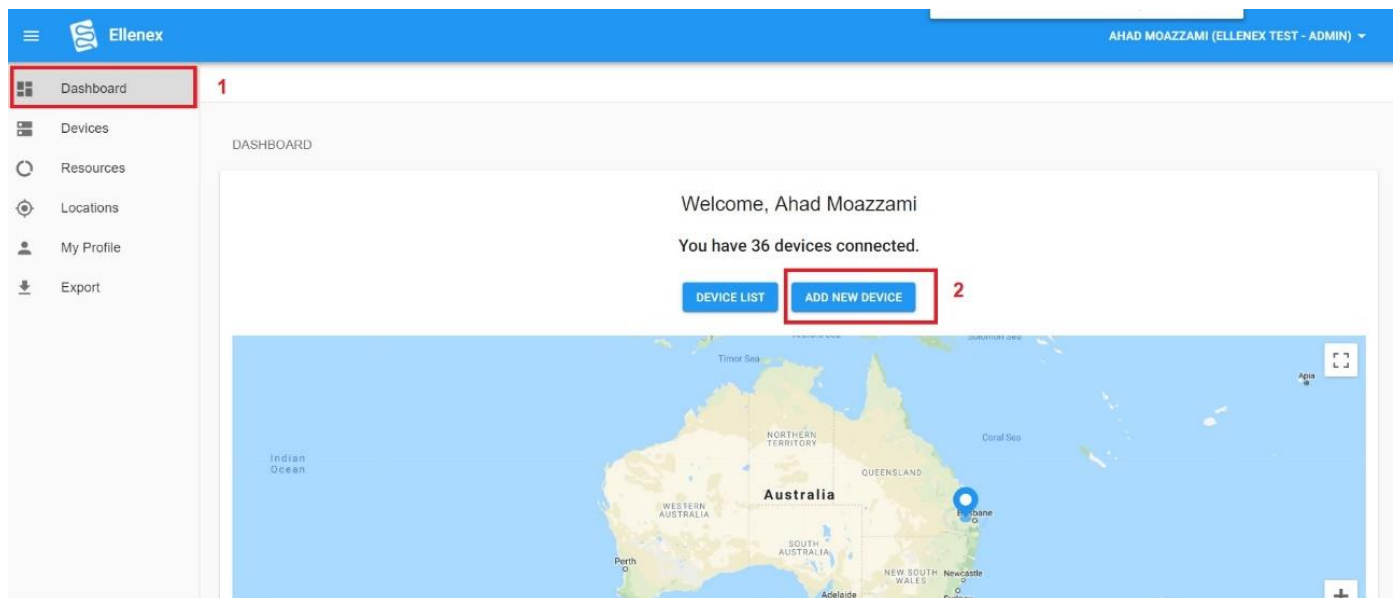 Ellenex
AHAD MOAZZAMI (ELLENEX TEST - ADMIN)
Dashboard
1
Devices
Resources
Locations
My Profile
Export
DASHBOARD
Welcome, Ahad Moazzami
You have 36 devices connected.
DEVICE LIST
ADD NEW DEVICE
2
Timor Sea
Apia
Coral Sea
Indian
Ocean
NORTHERN
TERRITORY
QUEENSLAND
Australia
WESTERN
AUSTRALIA
SOUTH
AUSTRALIA
Perth
NEW SOUTH
WALES
Newcastle
Adelaide